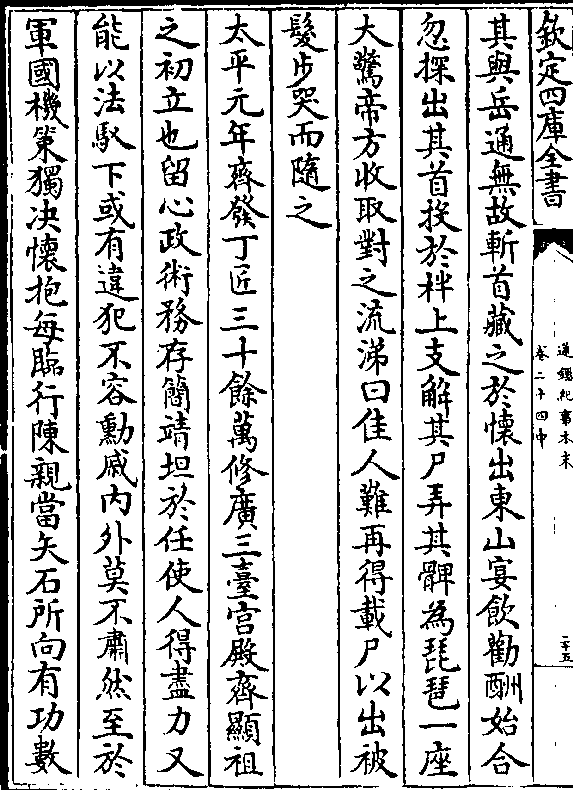 欽定四庫全書
通鑑紀事本末
卷二十四中
二十五
其與岳通無故斬首藏之於懷出東山宴飲勸酬始合
忽探出其首投於柈上支解其尸弄其髀為琵琶一座
大驚帝方收取對之流涕曰佳人難再得載尸以出被
髮步哭而隨之
太平元年齊發丁匠三十餘萬修廣三臺宫殿齊顯祖
之初立也留心政術務存簡靖坦於任使人得盡力又
能以法馭下或有違犯不容勳戚内外莫不肅然至於
軍國機策獨决懷抱每臨行陳親當矢石所向有功數